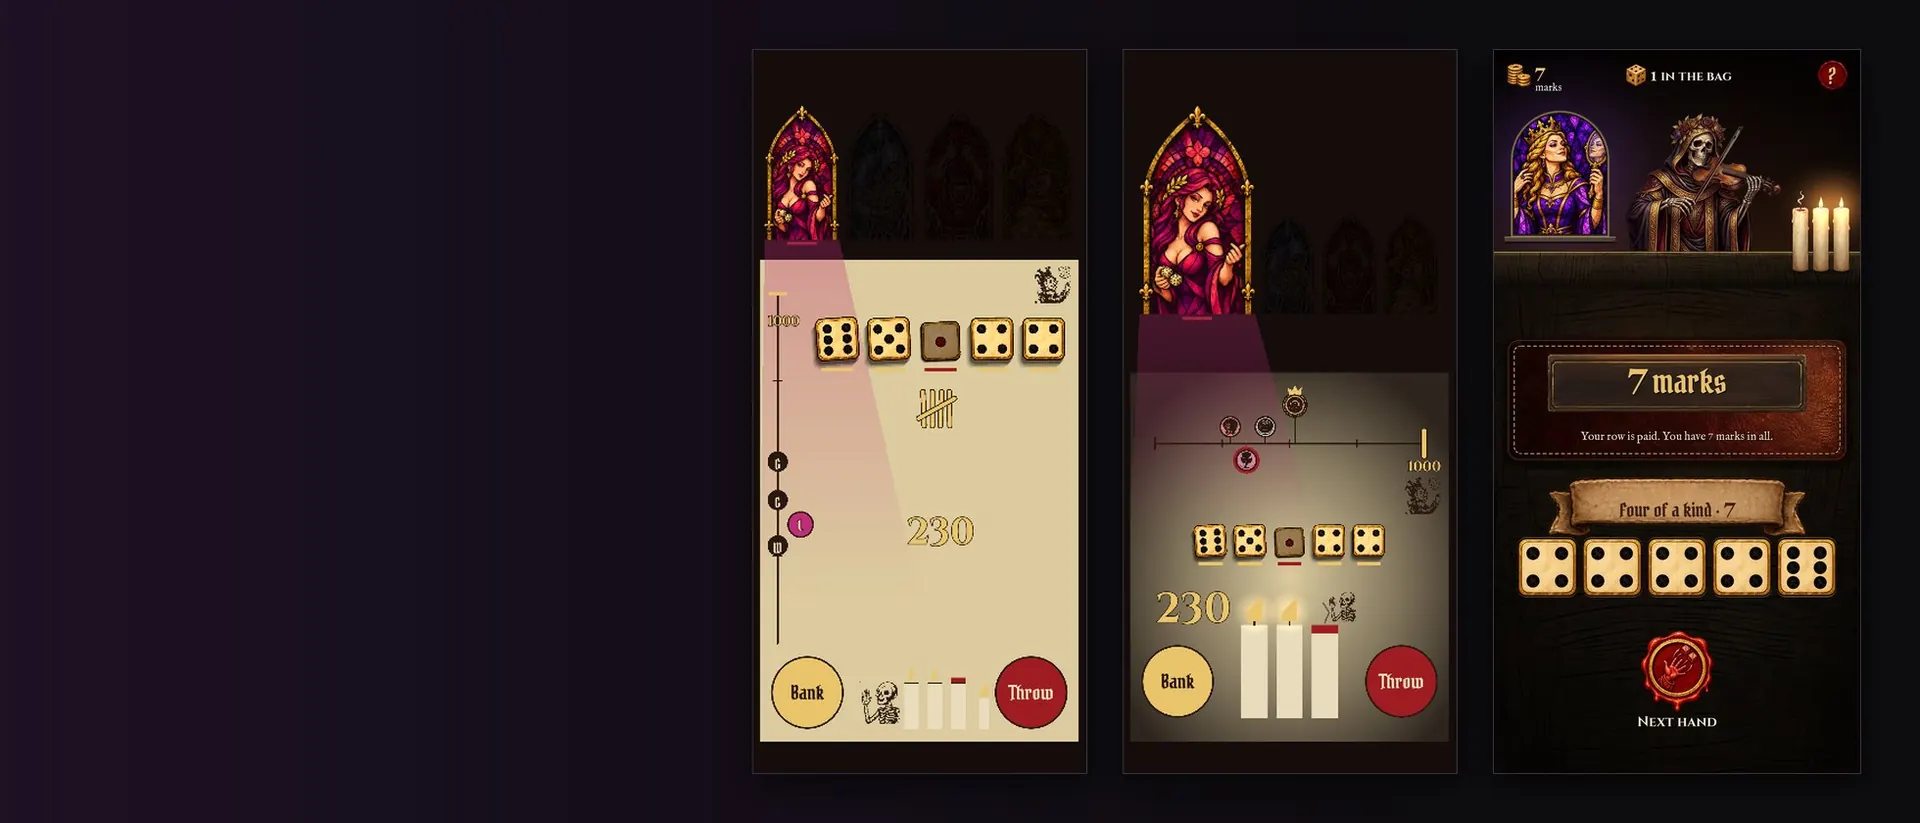 1000
G
G
L
W
230
Bank
Throw
1000
230
Bank
Throw
7
marks
1 IN THE BAG
?
7 marks
Your row is paid. You have 7 marks in all.
Four of a kind · 7
NEXT HAND